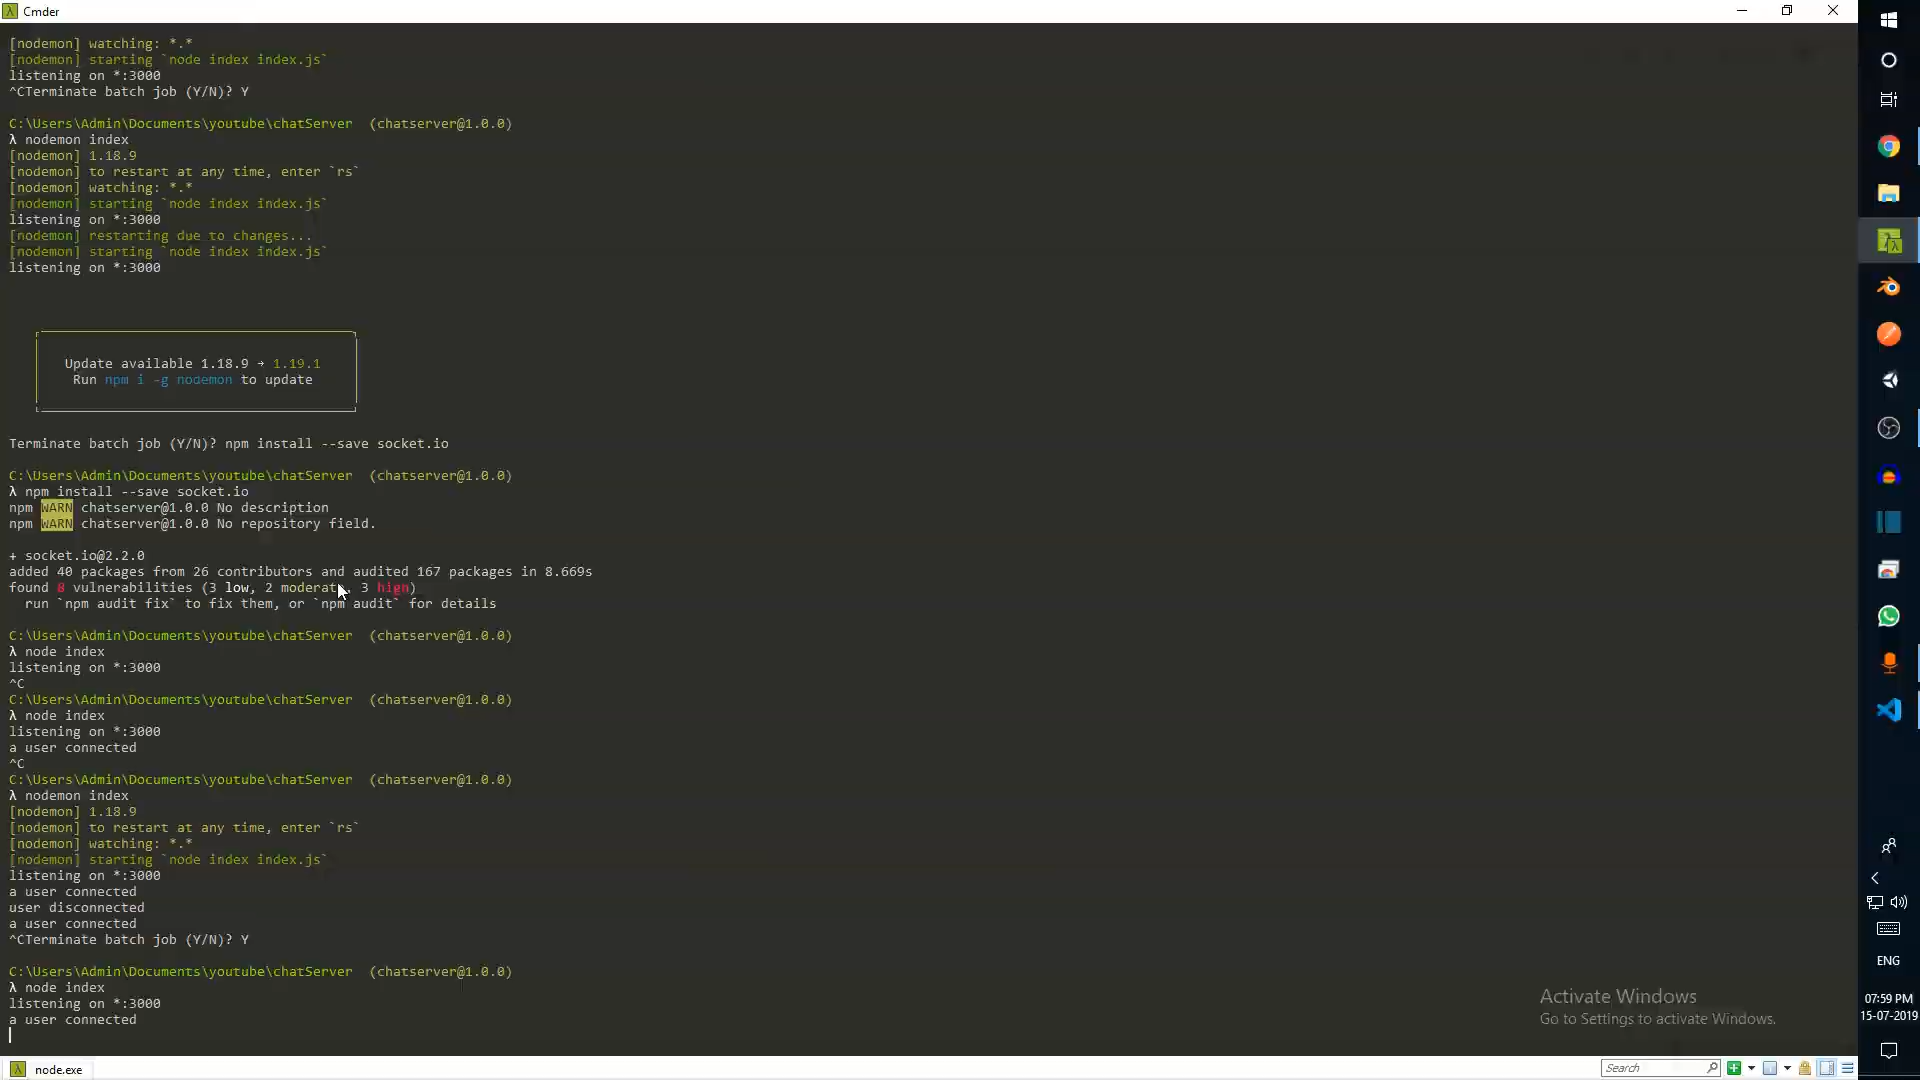 Cmder
[nodemon] watching: *.*
[nodemon] starting `node index index.js`
listening on *:3000
^CTerminate batch job (Y/N)? Y
C:\Users\Admin\Documents\youtube\chatServer (chatserver@1.0.0)
λ nodemon index
[nodemon] 1.18.9
[nodemon] to restart at any time, enter `rs`
[nodemon] watching: *.*
[nodemon] starting `node index index.js`
listening on *:3000
[nodemon] restarting due to changes...
[nodemon] starting `node index index.js`
listening on *:3000
Update available 1.18.9 → 1.19.1
Run npm i -g nodemon to update
Terminate batch job (Y/N)? npm install --save socket.io
C:\Users\Admin\Documents\youtube\chatServer (chatserver@1.0.0)
λ npm install --save socket.io
npm WARN chatserver@1.0.0 No description
npm WARN chatserver@1.0.0 No repository field.
+ socket.io@2.2.0
added 40 packages from 26 contributors and audited 167 packages in 8.669s
found 8 vulnerabilities (3 low, 2 moderate, 3 high)
run `npm audit fix` to fix them, or `npm audit` for details
C:\Users\Admin\Documents\youtube\chatServer (chatserver@1.0.0)
λ node index
listening on *:3000
^C
C:\Users\Admin\Documents\youtube\chatServer (chatserver@1.0.0)
λ node index
listening on *:3000
a user connected
^C
C:\Users\Admin\Documents\youtube\chatServer (chatserver@1.0.0)
λ nodemon index
[nodemon] 1.18.9
[nodemon] to restart at any time, enter `rs`
[nodemon] watching: *.*
[nodemon] starting `node index index.js`
listening on *:3000
a user connected
user disconnected
a user connected
^CTerminate batch job (Y/N)? Y
C:\Users\Admin\Documents\youtube\chatServer (chatserver@1.0.0)
λ node index
listening on *:3000
a user connected
Activate Windows
Go to Settings to activate Windows.
ENG
07:59 PM
15-07-2019
node.exe
Search